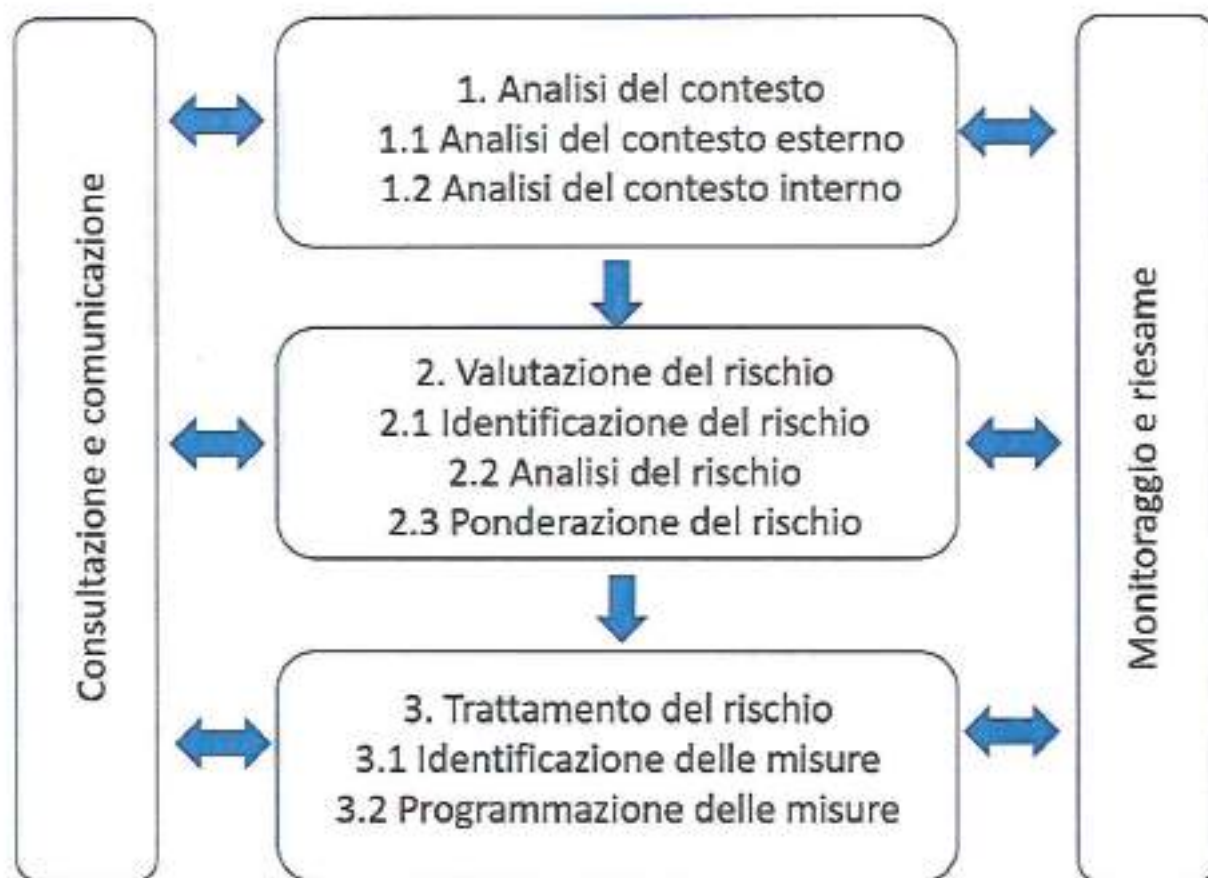 Consultazione e comunicazione
1. Analisi del contesto
1.1 Analisi del contesto esterno
1.2 Analisi del contesto interno
2. Valutazione del rischio
2.1 Identificazione del rischio
2.2 Analisi del rischio
2.3 Ponderazione del rischio
3. Trattamento del rischio
3.1 Identificazione delle misure
3.2 Programmazione delle misure
Monitoraggio e riesame